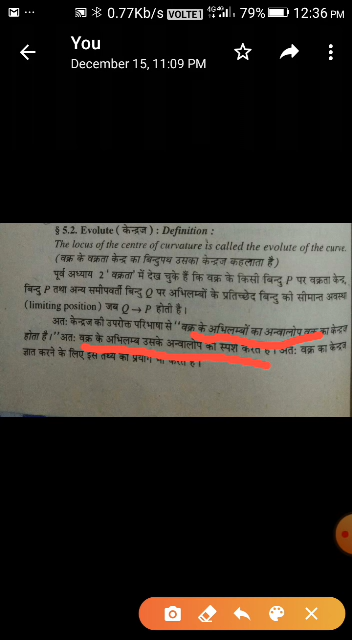 0.77Kb/s VOLTE1 4G 79% 12:36 PM
You
December 15, 11:09 PM
§ 5.2. Evolute ( केन्द्रज ) : Definition :
The locus of the centre of curvature is called the evolute of the curve.
(वक्र के वक्रता केन्द्र का बिन्दुपथ उसका केन्द्रज कहलाता है)
पूर्व अध्याय 2 'वक्रता' में देख चुके हैं कि वक्र के किसी बिन्दु P पर वक्रता केन्द्र,
बिन्दु P तथा अन्य समीपवर्ती बिन्दु Q पर अभिलम्बों के प्रतिच्छेद बिन्दु की सीमान्त अवस्था
(limiting position) जब Q → P होती है।
अतः केन्द्रज की उपरोक्त परिभाषा से "वक्र के अभिलम्बों का अन्वालोप वक्र का केन्द्रज
होता है।" अतः वक्र के अभिलम्ब उसके अन्वालोप को स्पर्श करते हैं। अतः वक्र का केन्द्रज
ज्ञात करने के लिए इस तथ्य का प्रयोग भी करते हैं।